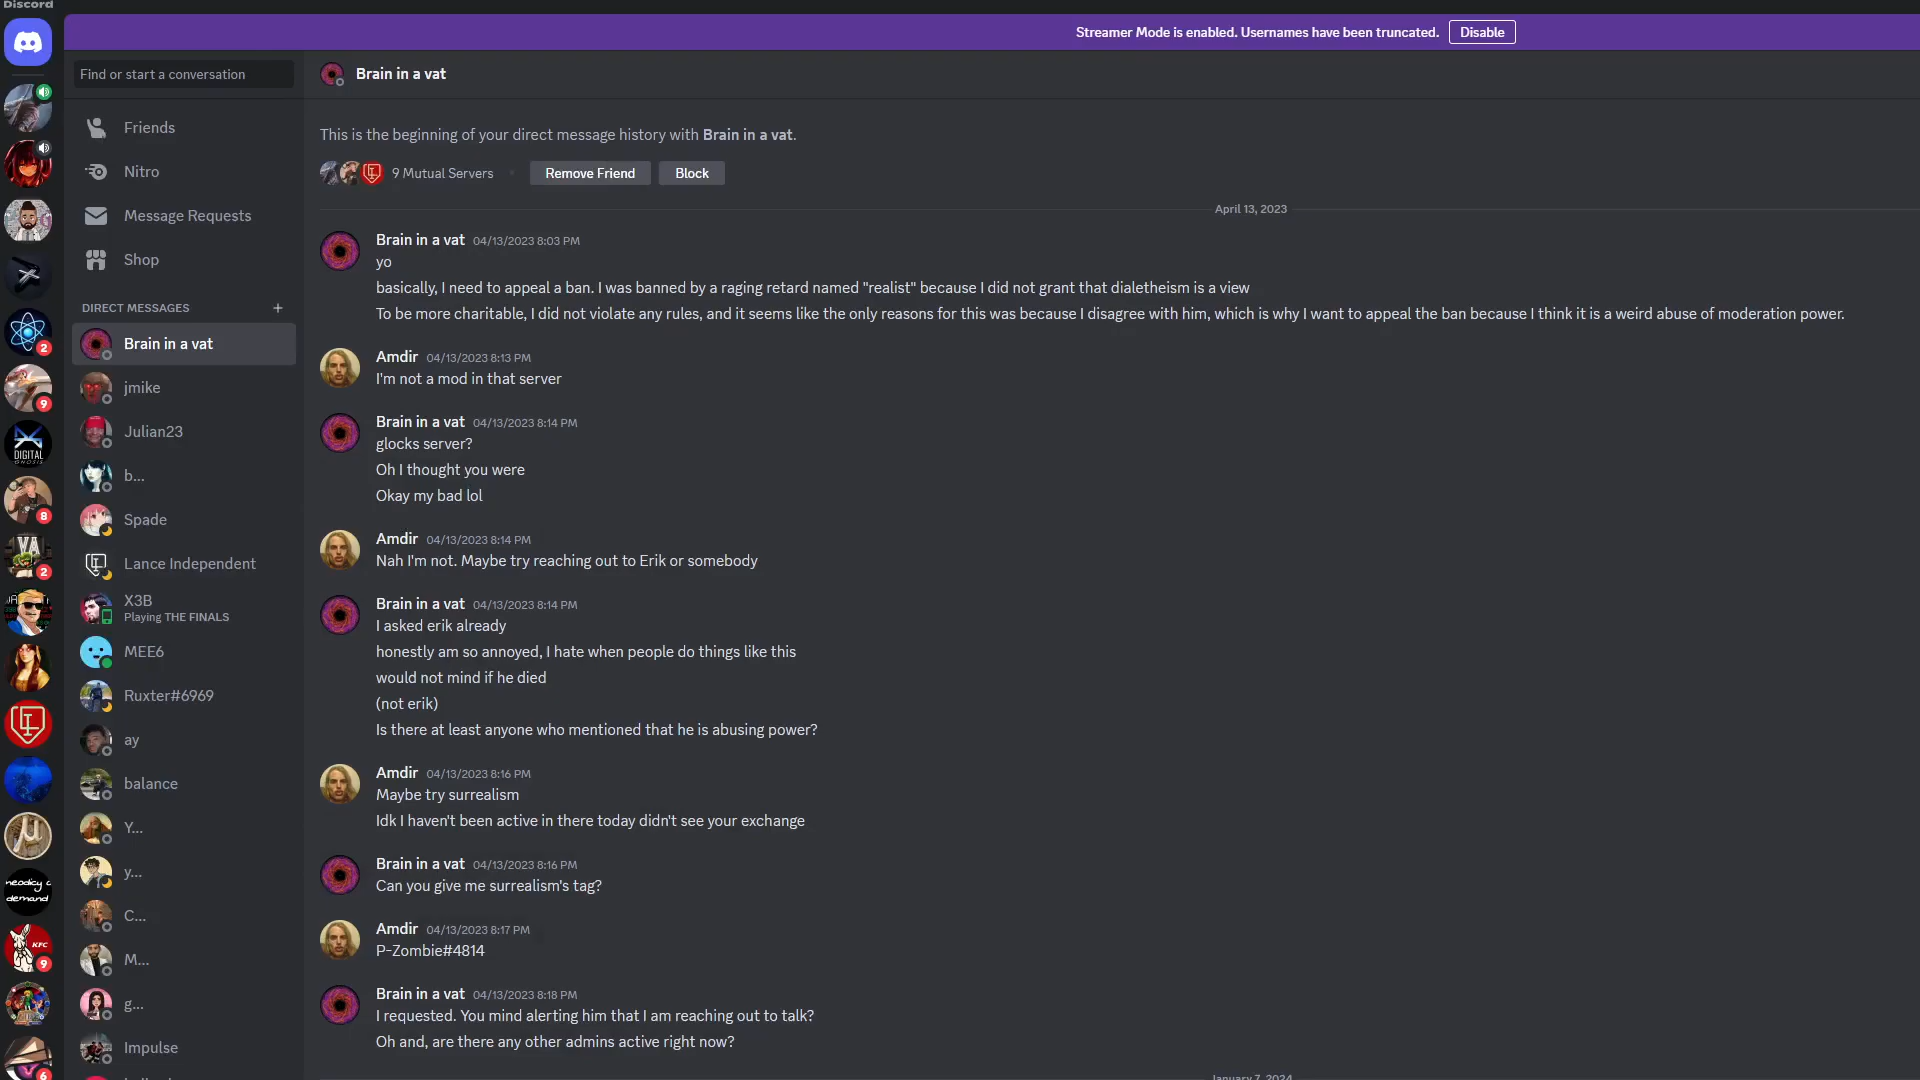 Discord
Streamer Mode is enabled. Usernames have been truncated. Disable
Find or start a conversation
Friends
Nitro
Message Requests
Shop
DIRECT MESSAGES +
Brain in a vat
jmike
Julian23
b...
Spade
Lance Independent
X3B
Playing THE FINALS
MEE6
Ruxter#6969
ay
balance
Y...
y...
C...
M...
g...
Impulse
2
9
DIGITAL
GNOSIS
8
VA
2
demand
KFC
9
6
Brain in a vat
This is the beginning of your direct message history with Brain in a vat.
9 Mutual Servers Remove Friend Block
April 13, 2023
Brain in a vat 04/13/2023 8:03 PM
yo
basically, I need to appeal a ban. I was banned by a raging retard named "realist" because I did not grant that dialetheism is a view
To be more charitable, I did not violate any rules, and it seems like the only reasons for this was because I disagree with him, which is why I want to appeal the ban because I think it is a weird abuse of moderation power.
Amdir 04/13/2023 8:13 PM
I'm not a mod in that server
Brain in a vat 04/13/2023 8:14 PM
glocks server?
Oh I thought you were
Okay my bad lol
Amdir 04/13/2023 8:14 PM
Nah I'm not. Maybe try reaching out to Erik or somebody
Brain in a vat 04/13/2023 8:14 PM
I asked erik already
honestly am so annoyed, I hate when people do things like this
would not mind if he died
(not erik)
Is there at least anyone who mentioned that he is abusing power?
Amdir 04/13/2023 8:16 PM
Maybe try surrealism
Idk I haven't been active in there today didn't see your exchange
Brain in a vat 04/13/2023 8:16 PM
Can you give me surrealism's tag?
Amdir 04/13/2023 8:17 PM
P-Zombie#4814
Brain in a vat 04/13/2023 8:18 PM
I requested. You mind alerting him that I am reaching out to talk?
Oh and, are there any other admins active right now?
January 7, 2024